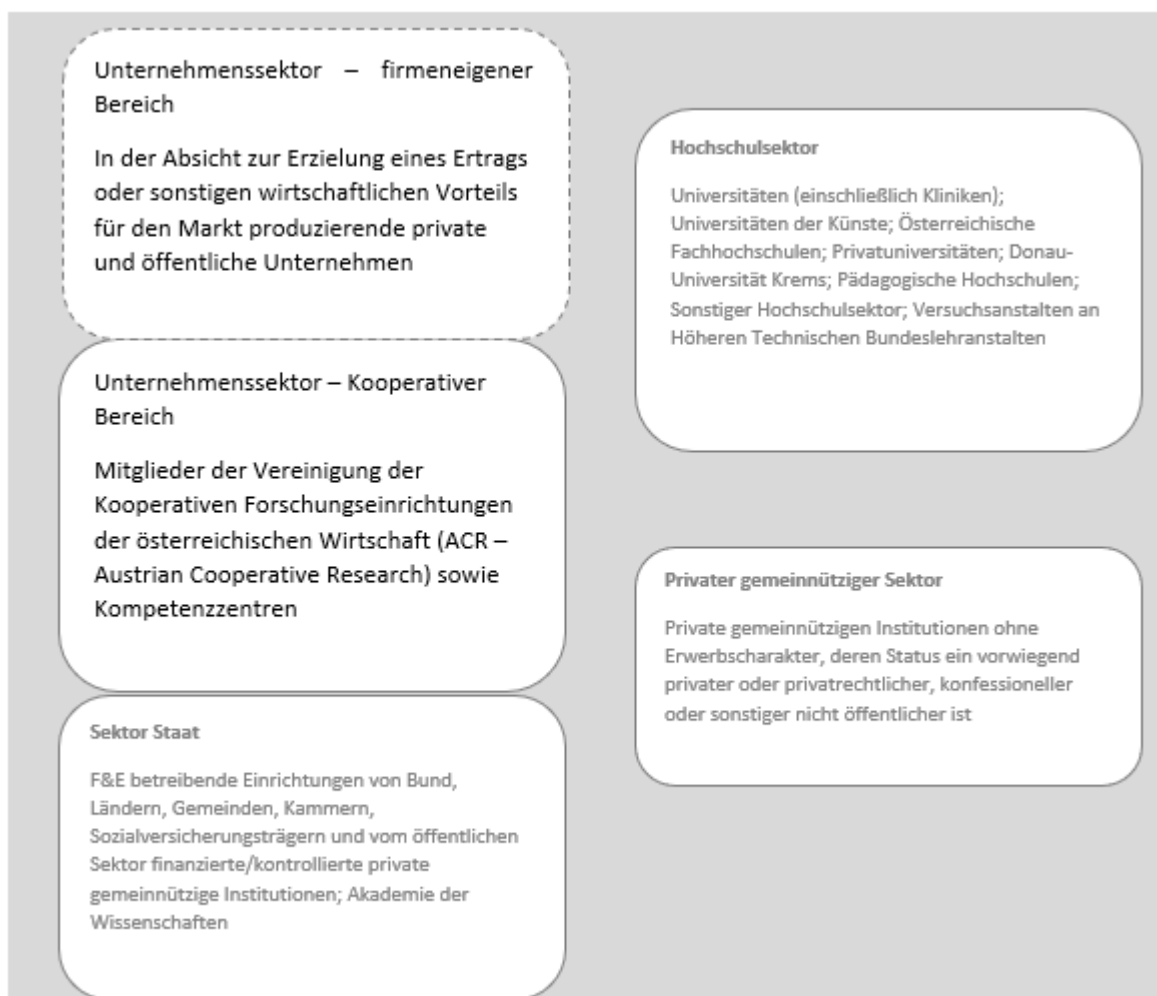 Unternehmenssektor – firmeneigener
Bereich
In der Absicht zur Erzielung eines Ertrags
oder sonstigen wirtschaftlichen Vorteils
für den Markt produzierende private
und öffentliche Unternehmen
Unternehmenssektor – Kooperativer
Bereich
Mitglieder der Vereinigung der
Kooperativen Forschungseinrichtungen
der österreichischen Wirtschaft (ACR –
Austrian Cooperative Research) sowie
Kompetenzzentren
Sektor Staat
F&E betreibende Einrichtungen von Bund,
Ländern, Gemeinden, Kammern,
Sozialversicherungsträgern und vom öffentlichen
Sektor finanzierte/kontrollierte private
gemeinnützige Institutionen; Akademie der
Wissenschaften
Hochschulsektor
Universitäten (einschließlich Kliniken);
Universitäten der Künste; Österreichische
Fachhochschulen; Privatuniversitäten; Donau-
Universität Krems; Pädagogische Hochschulen;
Sonstiger Hochschulsektor; Versuchsanstalten an
Höheren Technischen Bundeslehranstalten
Privater gemeinnütziger Sektor
Private gemeinnützigen Institutionen ohne
Erwerbscharakter, deren Status ein vorwiegend
privater oder privatrechtlicher, konfessioneller
oder sonstiger nicht öffentlicher ist